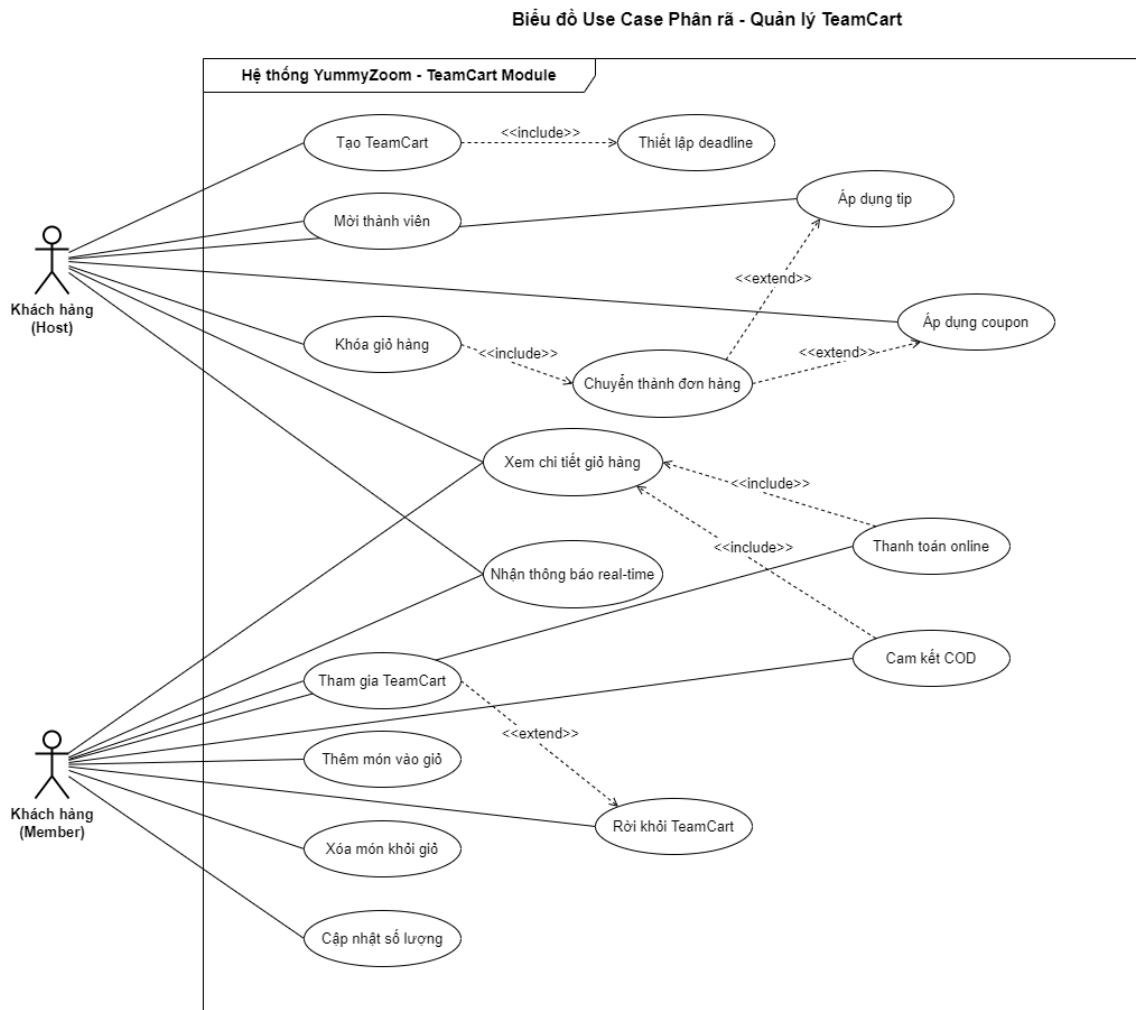 Biểu đồ Use Case Phân rã - Quản lý TeamCart
Hệ thống YummyZoom - TeamCart Module
Tạo TeamCart
<<include>>
Thiết lập deadline
Mời thành viên
Áp dụng tip
Khách hàng
(Host)
<<extend>>
Khóa giỏ hàng
<<include>>
Chuyển thành đơn hàng
<<extend>>
Áp dụng coupon
Xem chi tiết giỏ hàng
<<include>>
Thanh toán online
<<include>>
Nhận thông báo real-time
Cam kết COD
Tham gia TeamCart
<<extend>>
Khách hàng
(Member)
Thêm món vào giỏ
Rời khỏi TeamCart
Xóa món khỏi giỏ
Cập nhật số lượng